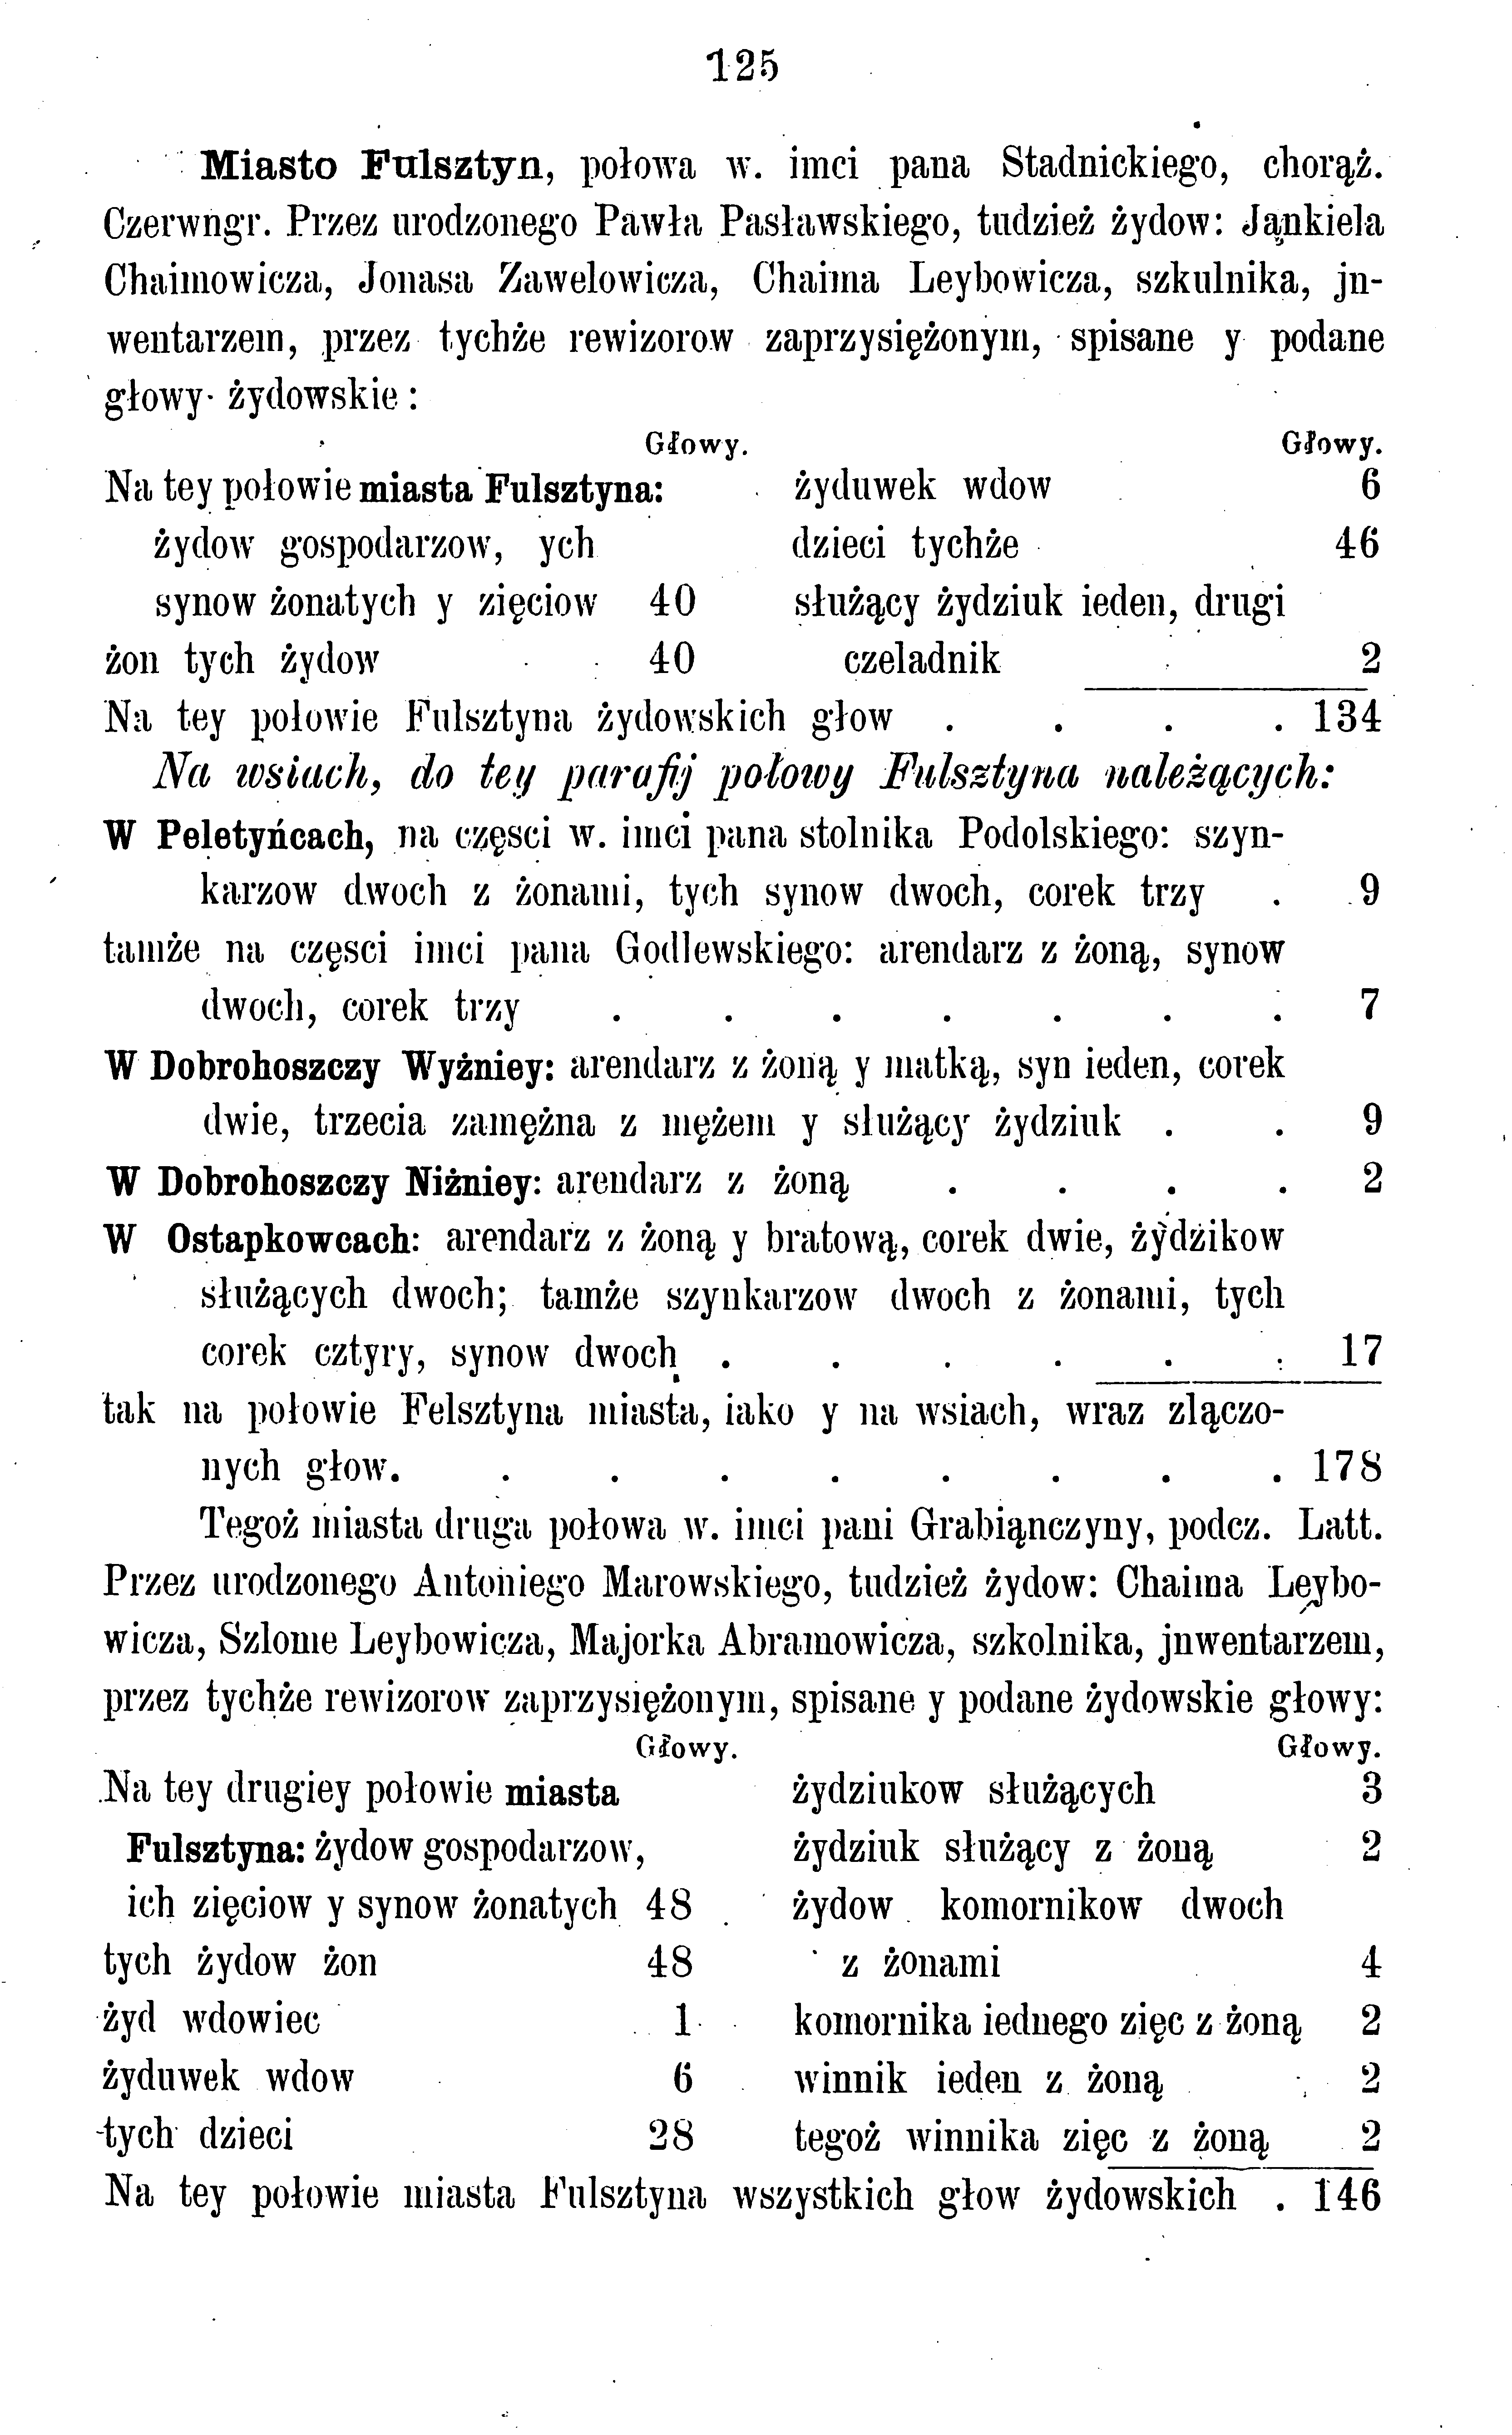 125
Miasto Fulsztyn, połowa w. imci pana Stadnickiego, chorąż.
Czerwngr. Przez urodzonego Pawła Pasławskiego, tudzież żydow: Jankiela
Chaimowicza, Jonasa Zawelowicza, Chaima Leybowicza, szkulnika, jn-
wentarzem, przez tychże rewizorow zaprzysiężonym, spisane y podane
głowy żydowskie:
Głowy.
Na tey połowie miasta Fulsztyna:
żydow gospodarzow, ych
synow żonatych y zięciow 40
żon tych żydow 40
Głowy.
żyduwek wdow 6
dzieci tychże 46
służący żydziuk ieden, drugi
czeladnik 2
Na tey połowie Fulsztyna żydowskich głow . . . . 134
Na wsiach, do tey parafij połowy Fulsztyna należących:
W Peletyńcach, na częsci w. imci pana stolnika Podolskiego: szyn-
karzow dwoch z żonami, tych synow dwoch, corek trzy . 9
tamże na częsci imci pana Godlewskiego: arendarz z żoną, synow
dwoch, corek trzy . . . . . . . 7
W Dobrohoszczy Wyżniey: arendarz z żoną y matką, syn ieden, corek
dwie, trzecia zamężna z mężem y służący żydziuk . . 9
W Dobrohoszczy Niżniey: arendarz z żoną . . . . 2
W Ostapkowcach: arendarz z żoną y bratową, corek dwie, żydzikow
służących dwoch; tamże szynkarzow dwoch z żonami, tych
corek cztyry, synow dwoch . . . . . . 17
tak na połowie Felsztyna miasta, iako y na wsiach, wraz złączo-
nych głow. . . . . . . . . 178
Tegoż miasta druga połowa w. imci pani Grabiąnczyny, podcz. Latt.
Przez urodzonego Antoniego Marowskiego, tudzież żydow: Chaima Leybo-
wicza, Szlome Leybowicza, Majorka Abramowicza, szkolnika, jnwentarzem,
przez tychże rewizorow zaprzysiężonym, spisane y podane żydowskie głowy:
Głowy.
Na tey drugiey połowie miasta
Fulsztyna: żydow gospodarzow,
ich zięciow y synow żonatych 48
tych żydow żon 48
żyd wdowiec 1
żyduwek wdow 6
tych dzieci 28
Głowy.
żydziukow służących 3
żydziuk służący z żoną 2
żydow komornikow dwoch
z żonami 4
komornika iednego zięc z żoną 2
winnik ieden z żoną 2
tegoż winnika zięc z żoną 2
Na tey połowie miasta Fulsztyna wszystkich głow żydowskich . 146